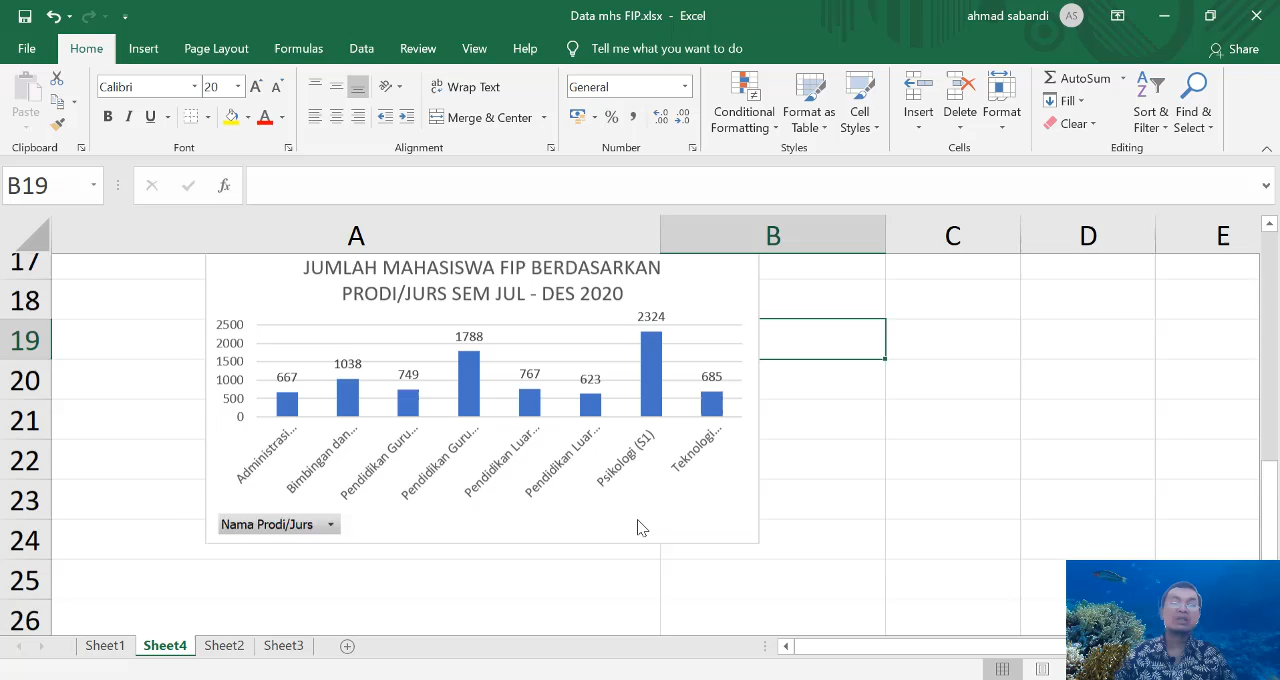 Data mhs FIP.xlsx - Excel
ahmad sabandi
AS
File Home Insert Page Layout Formulas Data Review View Help Tell me what you want to do
Share
Paste
Calibri 20
General
Wrap Text
Merge & Center
B I U A
Conditional Formatting
Format as Table
Cell Styles
Insert
Delete
Format
AutoSum
Fill
Clear
Sort & Filter
Find & Select
Clipboard Font Alignment Number Styles Cells Editing
B19 fx
A B C D E
17
18
19
20
21
22
23
24
25
26
JUMLAH MAHASISWA FIP BERDASARKAN
PRODI/JURS SEM JUL - DES 2020
2500
2000
1500
1000
500
0
667 1038 749 1788 767 623 2324 685
Administrasi...
Bimbingan dan...
Pendidikan Guru...
Pendidikan Guru...
Pendidikan Luar...
Pendidikan Luar...
Psikologi (S1)
Teknologi...
Nama Prodi/Jurs
Sheet1 Sheet4 Sheet2 Sheet3